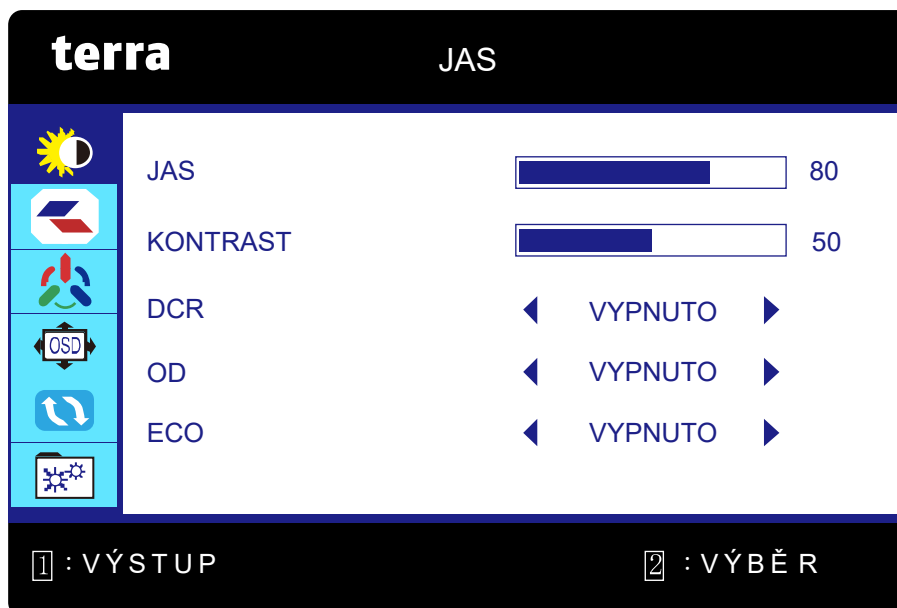 terra JAS
JAS 80
KONTRAST 50
DCR VYPNUTO
OD VYPNUTO
OSD
ECO VYPNUTO
1 : VÝSTUP 2 : VÝBĚR